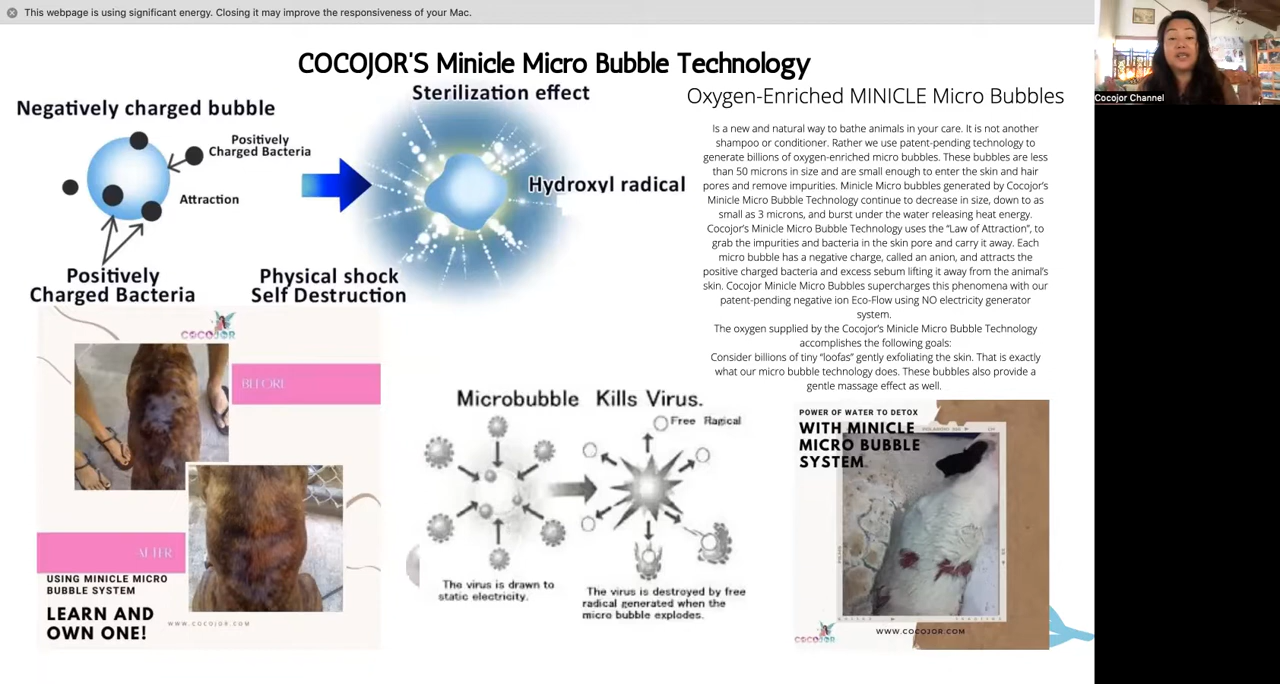 This webpage is using significant energy. Closing it may improve the responsiveness of your Mac.
COCOJOR'S Minicle Micro Bubble Technology
Negatively charged bubble
Positively
Charged Bacteria
Attraction
Positively
Charged Bacteria
Sterilization effect
Hydroxyl radical
Physical shock
Self Destruction
Oxygen-Enriched MINICLE Micro Bubbles
Is a new and natural way to bathe animals in your care. It is not another
shampoo or conditioner. Rather we use patent-pending technology to
generate billions of oxygen-enriched micro bubbles. These bubbles are less
than 50 microns in size and are small enough to enter the skin and hair
pores and remove impurities. Minicle Micro bubbles generated by Cocojor's
Minicle Micro Bubble Technology continue to decrease in size, down to as
small as 3 microns, and burst under the water releasing heat energy.
Cocojor's Minicle Micro Bubble Technology uses the "Law of Attraction", to
grab the impurities and bacteria in the skin pore and carry it away. Each
micro bubble has a negative charge, called an anion, and attracts the
positive charged bacteria and excess sebum lifting it away from the animal's
skin. Cocojor Minicle Micro Bubbles supercharges this phenomena with our
patent-pending negative ion Eco-Flow using NO electricity generator
system.
The oxygen supplied by the Cocojor's Minicle Micro Bubble Technology
accomplishes the following goals:
Consider billions of tiny "loofas" gently exfoliating the skin. That is exactly
what our micro bubble technology does. These bubbles also provide a
gentle massage effect as well.
COCOJOR
BEFORE
AFTER
USING MINICLE MICRO
BUBBLE SYSTEM
LEARN AND
OWN ONE!
WWW.COCOJOR.COM
Microbubble Kills Virus.
Free Ragical
The virus is drawn to
static electricity.
The virus is destroyed by free
radical generated when the
micro bubble explodes.
POWER OF WATER TO DETOX
WITH MINICLE
MICRO BUBBLE
SYSTEM
COCOJOR
WWW.COCOJOR.COM
Cocojor Channel